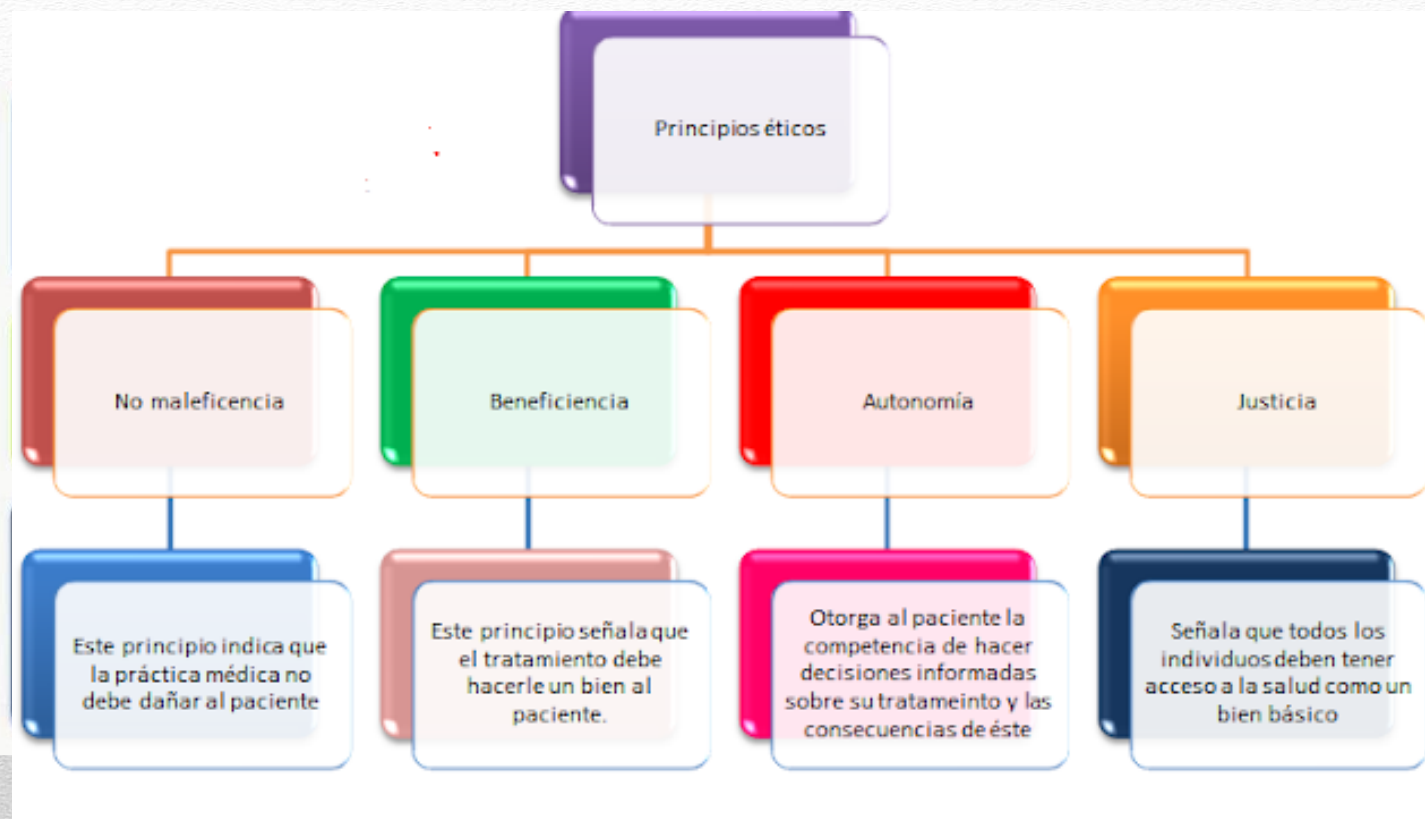 Principios éticos
No maleficencia
Beneficiencia
Autonomía
Justicia
Este principio indica que
la práctica médica no
debe dañar al paciente
Este principio señala que
el tratamiento debe
hacerle un bien al
paciente.
Otorga al paciente la
competencia de hacer
decisiones informadas
sobre su tratameinto y las
consecuencias de éste
Señala que todos los
individuos deben tener
acceso a la salud como un
bien básico